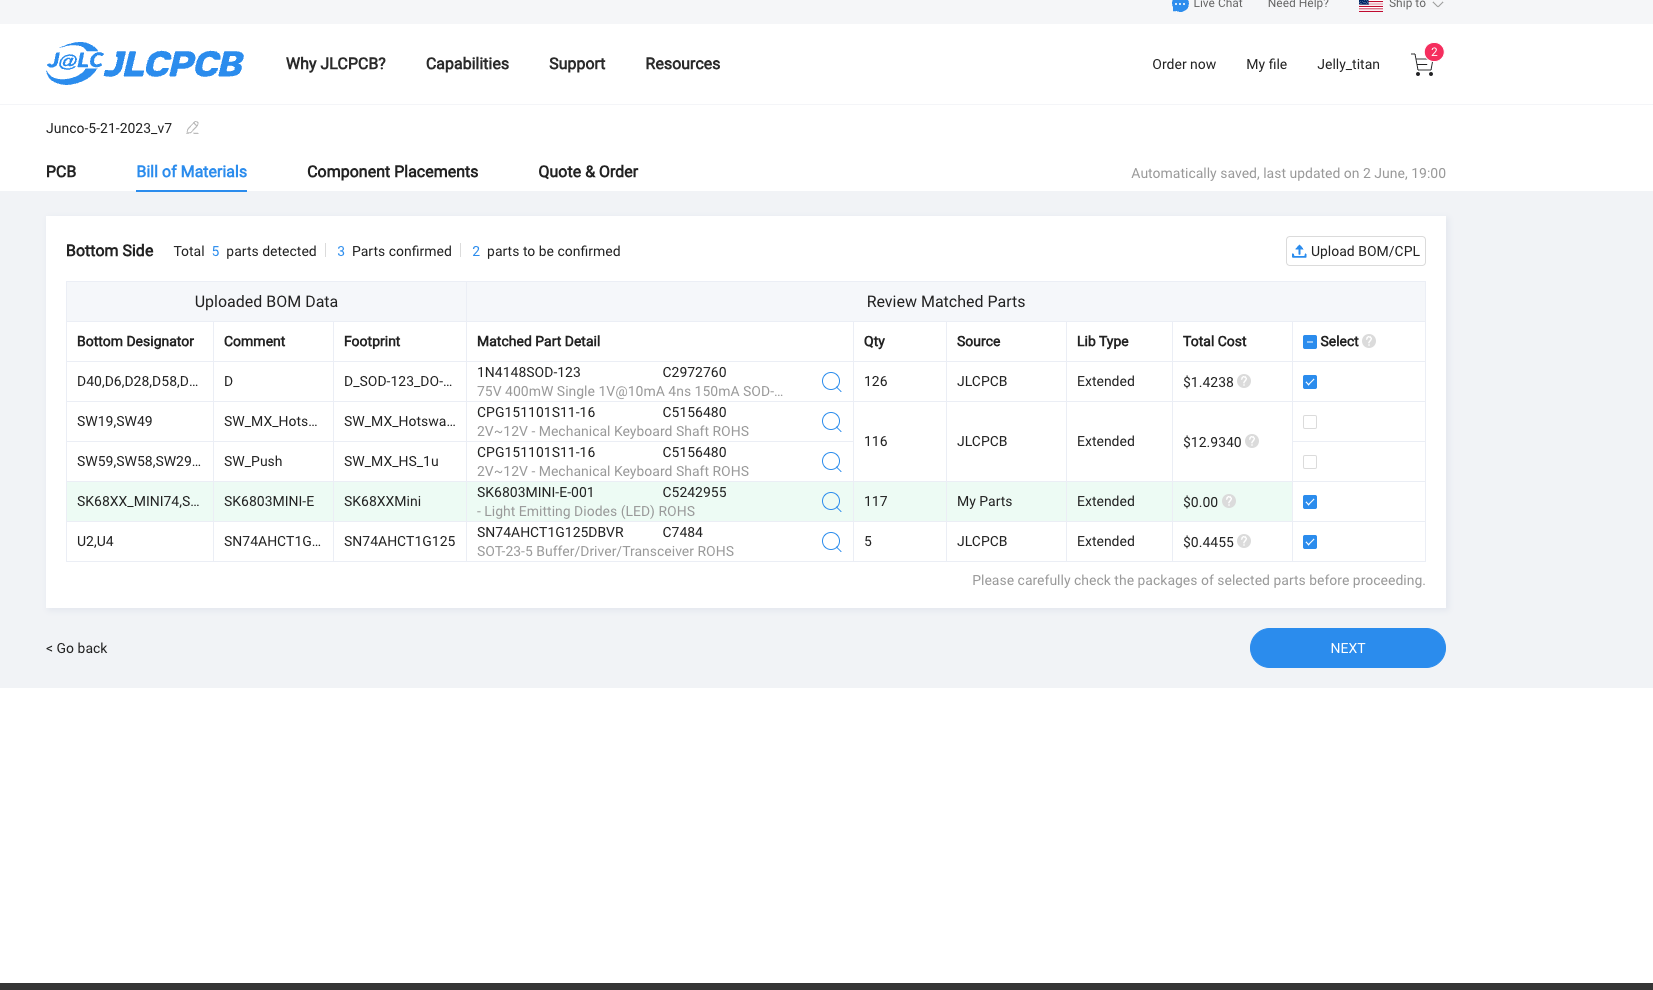 Live Chat Need Help? Ship to
J@LC JLCPCB Why JLCPCB? Capabilities Support Resources Order now My file Jelly_titan 2
Junco-5-21-2023_v7
PCB Bill of Materials Component Placements Quote & Order Automatically saved, last updated on 2 June, 19:00
Bottom Side Total 5 parts detected 3 Parts confirmed 2 parts to be confirmed Upload BOM/CPL
Uploaded BOM Data Review Matched Parts
Bottom Designator Comment Footprint Matched Part Detail Qty Source Lib Type Total Cost Select ?
D40,D6,D28,D58,D... D D_SOD-123_DO-... 1N4148SOD-123 C2972760 126 JLCPCB Extended $1.4238 ?
75V 400mW Single 1V@10mA 4ns 150mA SOD-...
SW19,SW49 SW_MX_Hots... SW_MX_Hotswa... CPG151101S11-16 C5156480
2V~12V - Mechanical Keyboard Shaft ROHS
116 JLCPCB Extended $12.9340 ?
SW59,SW58,SW29... SW_Push SW_MX_HS_1u CPG151101S11-16 C5156480
2V~12V - Mechanical Keyboard Shaft ROHS
SK68XX_MINI74,S... SK6803MINI-E SK68XXMini SK6803MINI-E-001 C5242955 117 My Parts Extended $0.00 ?
- Light Emitting Diodes (LED) ROHS
U2,U4 SN74AHCT1G... SN74AHCT1G125 SN74AHCT1G125DBVR C7484 5 JLCPCB Extended $0.4455 ?
SOT-23-5 Buffer/Driver/Transceiver ROHS
Please carefully check the packages of selected parts before proceeding.
< Go back NEXT